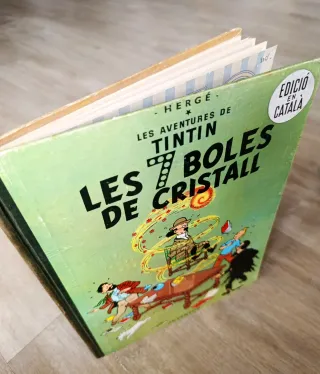 HERGÉ
LES AVENTURES DE
TINTIN
LES 7 BOLES
DE CRISTALL
EDICIÓ
EN
CATALÀ